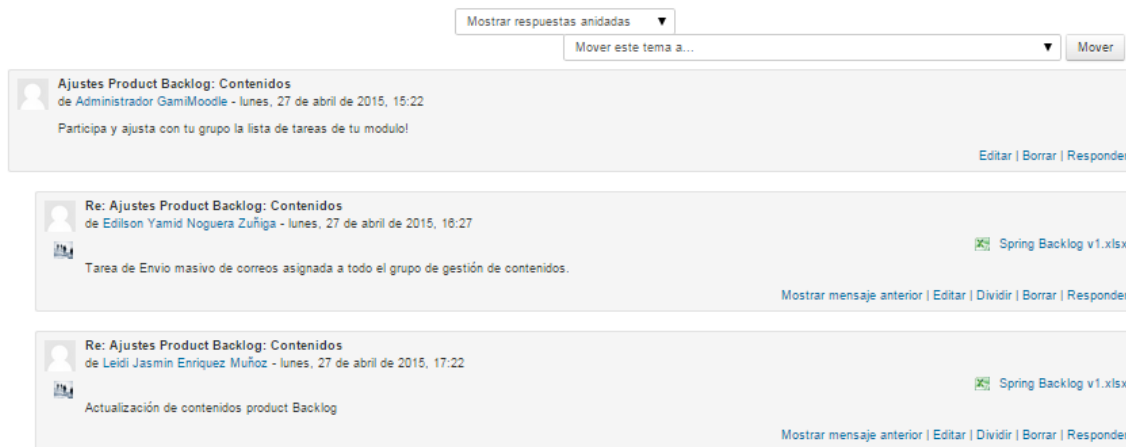 Mostrar respuestas anidadas ▼
Mover este tema a... ▼ Mover
Ajustes Product Backlog: Contenidos
de Administrador GamiMoodle - lunes, 27 de abril de 2015, 15:22
Participa y ajusta con tu grupo la lista de tareas de tu modulo!
Editar | Borrar | Responder
Re: Ajustes Product Backlog: Contenidos
de Edilson Yamid Noguera Zuñiga - lunes, 27 de abril de 2015, 16:27
Spring Backlog v1.xlsx
Tarea de Envio masivo de correos asignada a todo el grupo de gestión de contenidos.
Mostrar mensaje anterior | Editar | Dividir | Borrar | Responder
Re: Ajustes Product Backlog: Contenidos
de Leidi Jasmin Enriquez Muñoz - lunes, 27 de abril de 2015, 17:22
Spring Backlog v1.xlsx
Actualización de contenidos product Backlog
Mostrar mensaje anterior | Editar | Dividir | Borrar | Responder